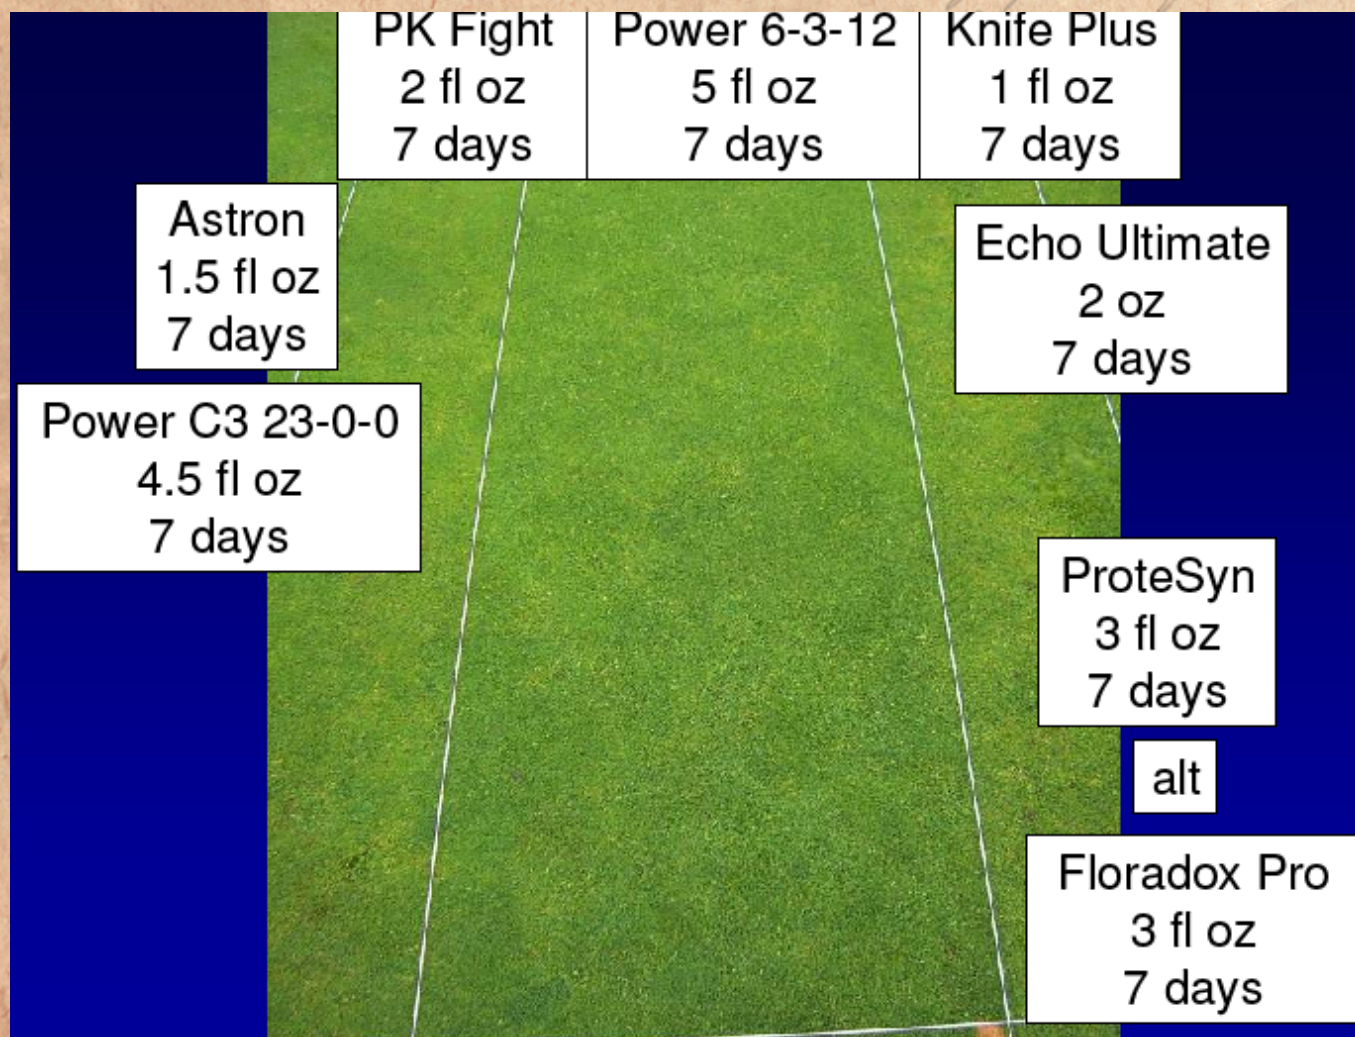 PK Fight
2 fl oz
7 days
Power 6-3-12
5 fl oz
7 days
Knife Plus
1 fl oz
7 days
Astron
1.5 fl oz
7 days
Echo Ultimate
2 oz
7 days
Power C3 23-0-0
4.5 fl oz
7 days
ProteSyn
3 fl oz
7 days
alt
Floradox Pro
3 fl oz
7 days